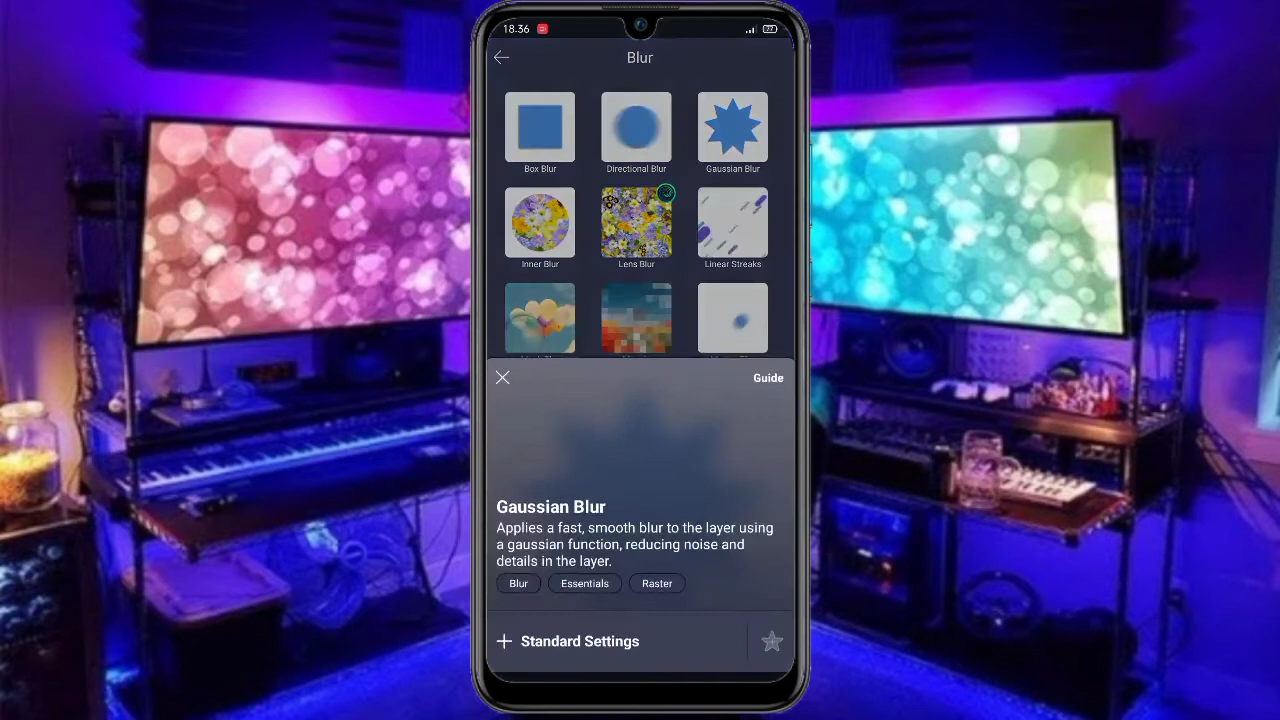 18.36
77
Blur
Box Blur
Directional Blur
Gaussian Blur
Inner Blur
Lens Blur
Linear Streaks
Guide
Gaussian Blur
Applies a fast, smooth blur to the layer using
a gaussian function, reducing noise and
details in the layer.
Blur
Essentials
Raster
Standard Settings